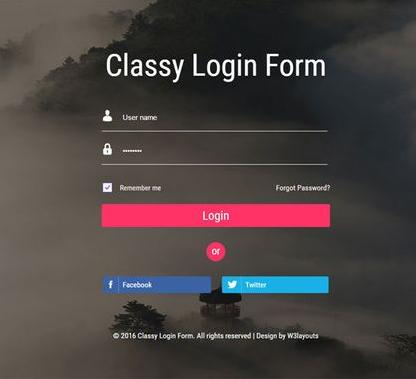 Classy Login Form
User name
••••••••
Remember me
Forgot Password?
Login
or
Facebook
Twitter
© 2016 Classy Login Form. All rights reserved | Design by W3layouts